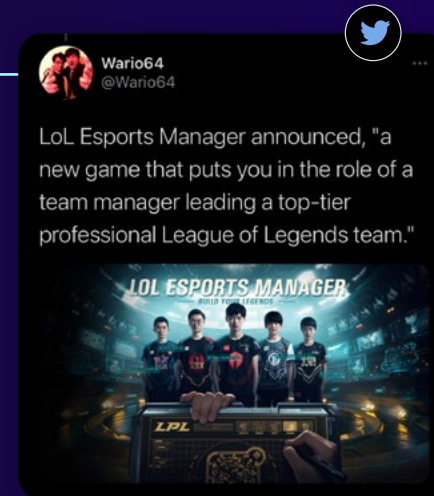 Wario64
@Wario64
LoL Esports Manager announced, "a
new game that puts you in the role of a
team manager leading a top-tier
professional League of Legends team."
LOL ESPORTS MANAGER
BUILD YOUR LEGENDS
LPL